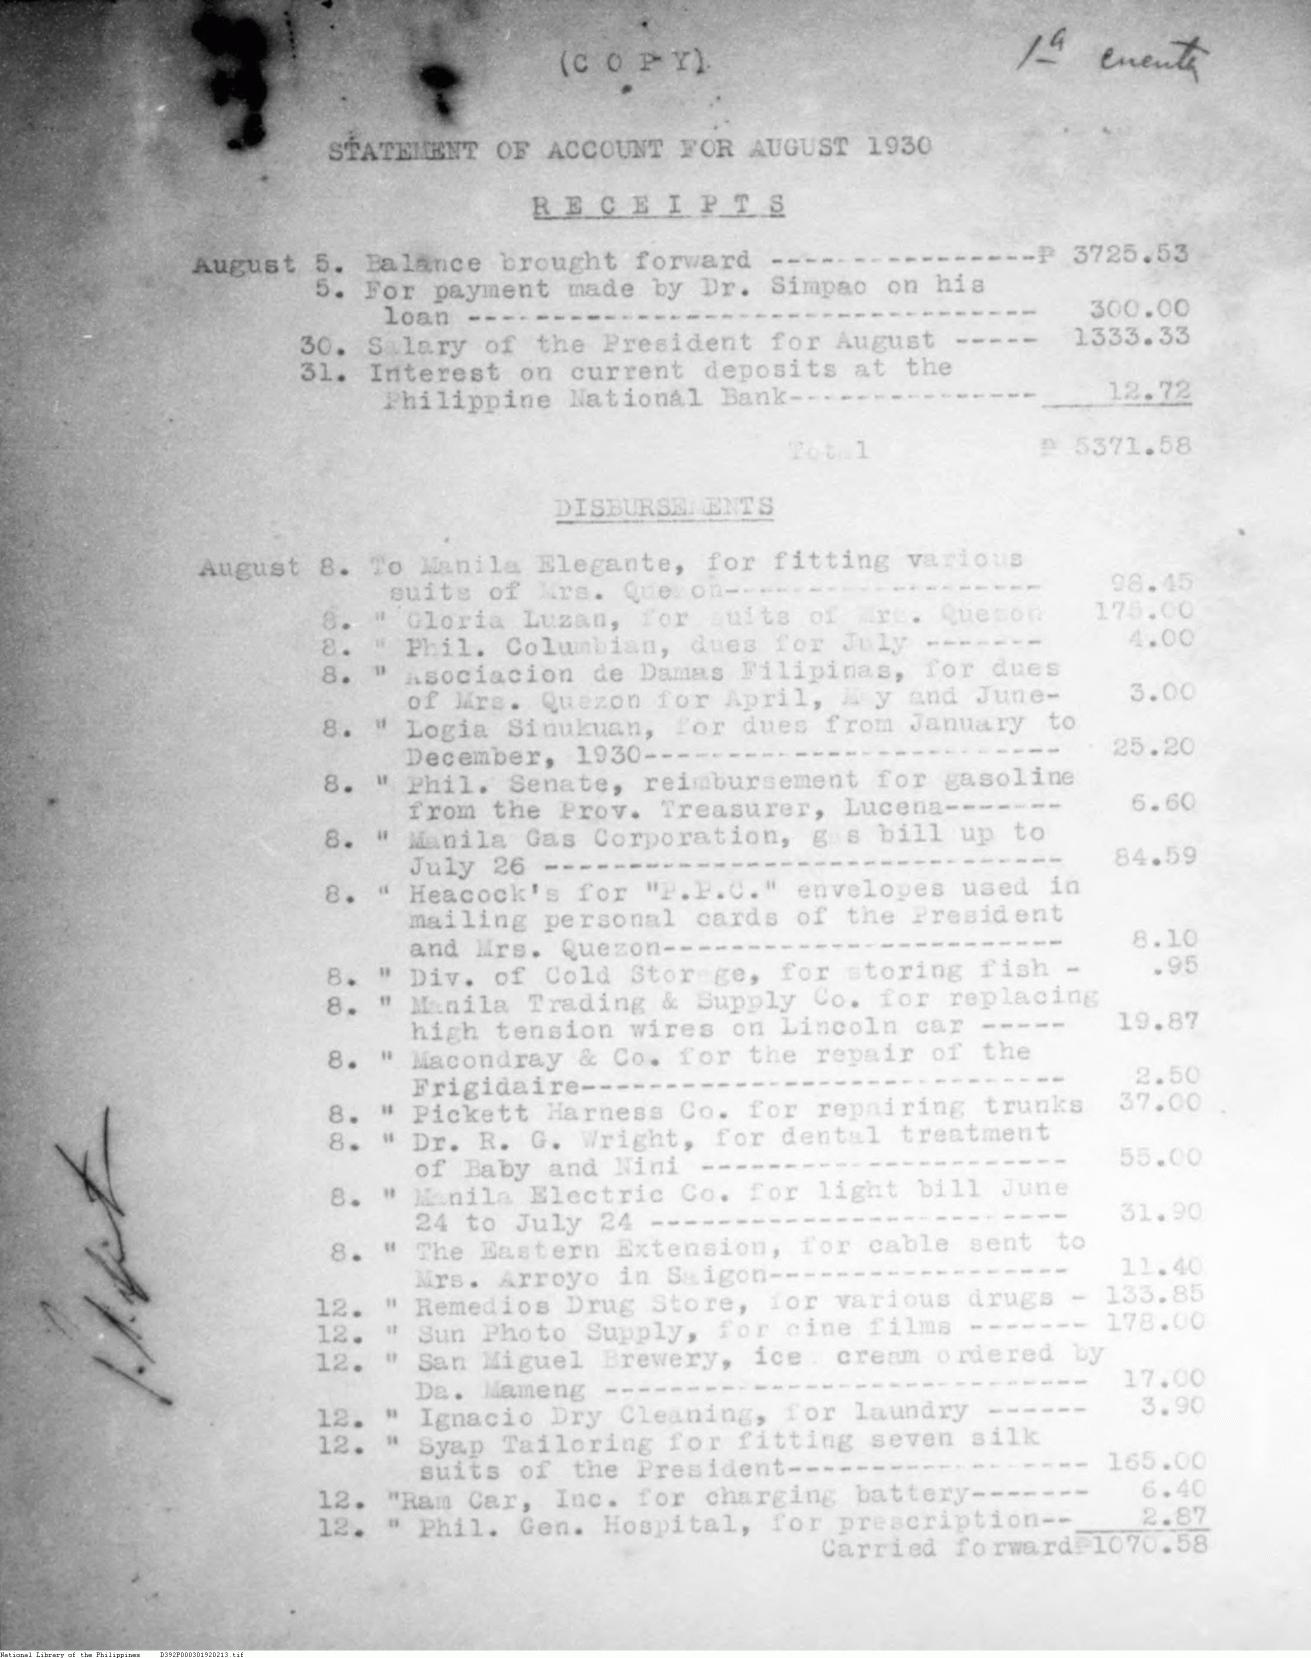 (C O P Y)
1ª cuenta
STATEMENT OF ACCOUNT FOR AUGUST 1930
R E C E I P T S
August 5. Balance brought forward ----------------₱ 3725.53
5. For payment made by Dr. Simpao on his
loan ---------------------------------- 300.00
30. Salary of the President for August ----- 1333.33
31. Interest on current deposits at the
Philippine National Bank--------------- 12.72
Total ₱ 5371.58
DISBURSEMENTS
August 8. To Manila Elegante, for fitting various
suits of Mrs. Quezon------------------- 98.45
8. " Gloria Luzan, for suits of Mrs. Quezon 175.00
8. " Phil. Columbian, dues for July ------- 4.00
8. " Asociacion de Damas Filipinas, for dues
of Mrs. Quezon for April, May and June- 3.00
8. " Logia Sinukuan, for dues from January to
December, 1930------------------------- 25.20
8. " Phil. Senate, reimbursement for gasoline
from the Prov. Treasurer, Lucena------- 6.60
8. " Manila Gas Corporation, gas bill up to
July 26 ------------------------------- 84.59
8. " Heacock's for "P.P.C." envelopes used in
mailing personal cards of the President
and Mrs. Quezon------------------------ 8.10
8. " Div. of Cold Storage, for storing fish - .95
8. " Manila Trading & Supply Co. for replacing
high tension wires on Lincoln car ----- 19.87
8. " Macondray & Co. for the repair of the
Frigidaire----------------------------- 2.50
8. " Pickett Harness Co. for repairing trunks 37.00
8. " Dr. R. G. Wright, for dental treatment
of Baby and Nini ---------------------- 55.00
8. " Manila Electric Co. for light bill June
24 to July 24 ------------------------- 31.90
8. " The Eastern Extension, for cable sent to
Mrs. Arroyo in Saigon------------------ 11.40
12. " Remedios Drug Store, for various drugs - 133.85
12. " Sun Photo Supply, for cine films ------- 178.00
12. " San Miguel Brewery, ice cream ordered by
Da. Mameng ----------------------------- 17.00
12. " Ignacio Dry Cleaning, for laundry ------ 3.90
12. " Syap Tailoring for fitting seven silk
suits of the President------------------ 165.00
12. "Ram Car, Inc. for charging battery------- 6.40
12. " Phil. Gen. Hospital, for prescription-- 2.87
Carried forward₱1070.58
National Library of the Philippines D392P000301920213.tif